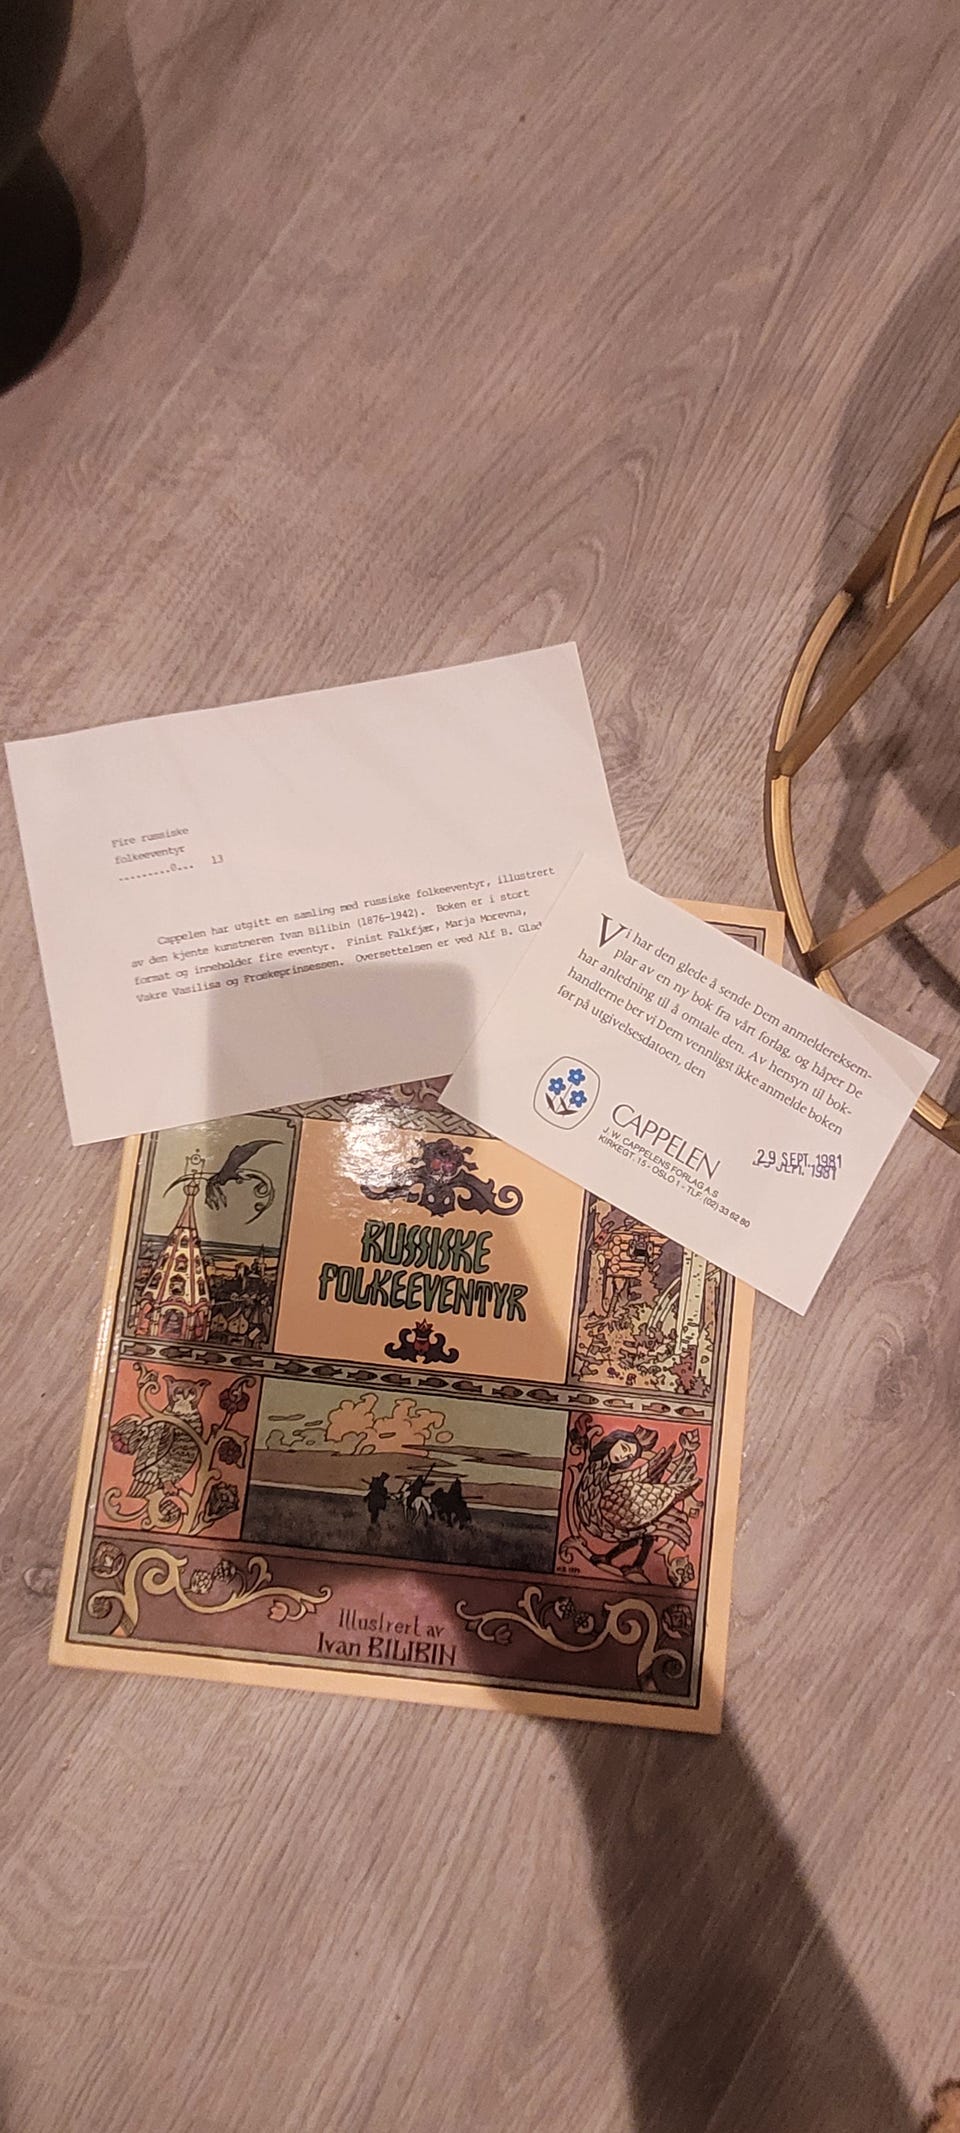 Fire russiske
folkeeventyr
.........0... 13
Cappelen har utgitt en samling med russiske folkeeventyr, illustrert
av den kjente kunstneren Ivan Bilibin (1876-1942). Boken er i stort
format og inneholder fire eventyr. Finist Falkfjær, Marja Morevna,
Vakre Vasilisa og Froskeprinsessen. Oversettelsen er ved Alf B. Glad
Vi har den glede å sende Dem anmeldereksem-
plar av en ny bok fra vårt forlag, og håper De
har anledning til å omtale den. Av hensyn til bok-
handlerne ber vi Dem vennligst ikke anmelde boken
før på utgivelsesdatoen, den
29 SEPT. 1981
CAPPELEN
J. W. CAPPELENS FORLAG A.S
KIRKEGT. 15 - OSLO 1 - TLF. (02) 33 62 80
RUSSISKE
FOLKEEVENTYR
Illustrert av
Ivan BILIBIN